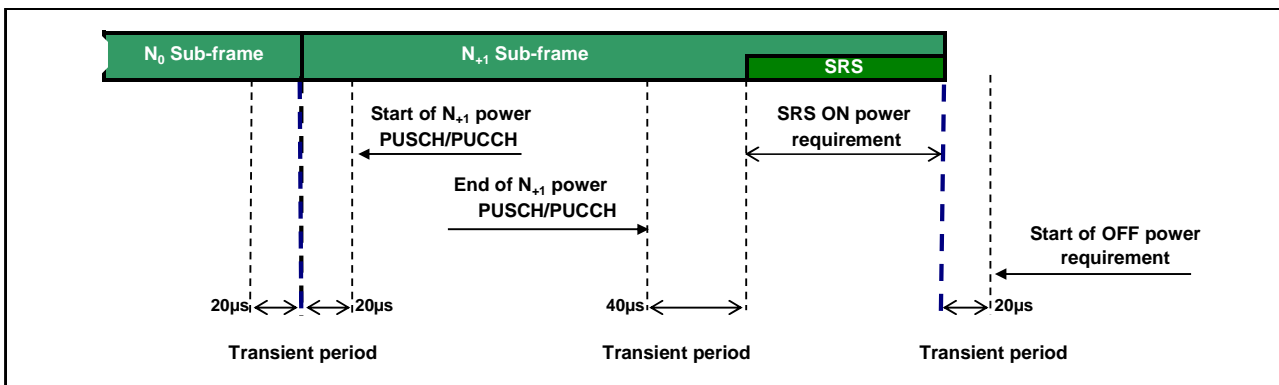 N₀ Sub-frame
N₊₁ Sub-frame
SRS
Start of N₊₁ power
PUSCH/PUCCH
SRS ON power
requirement
End of N₊₁ power
PUSCH/PUCCH
Start of OFF power
requirement
20µs
20µs
40µs
20µs
Transient period
Transient period
Transient period